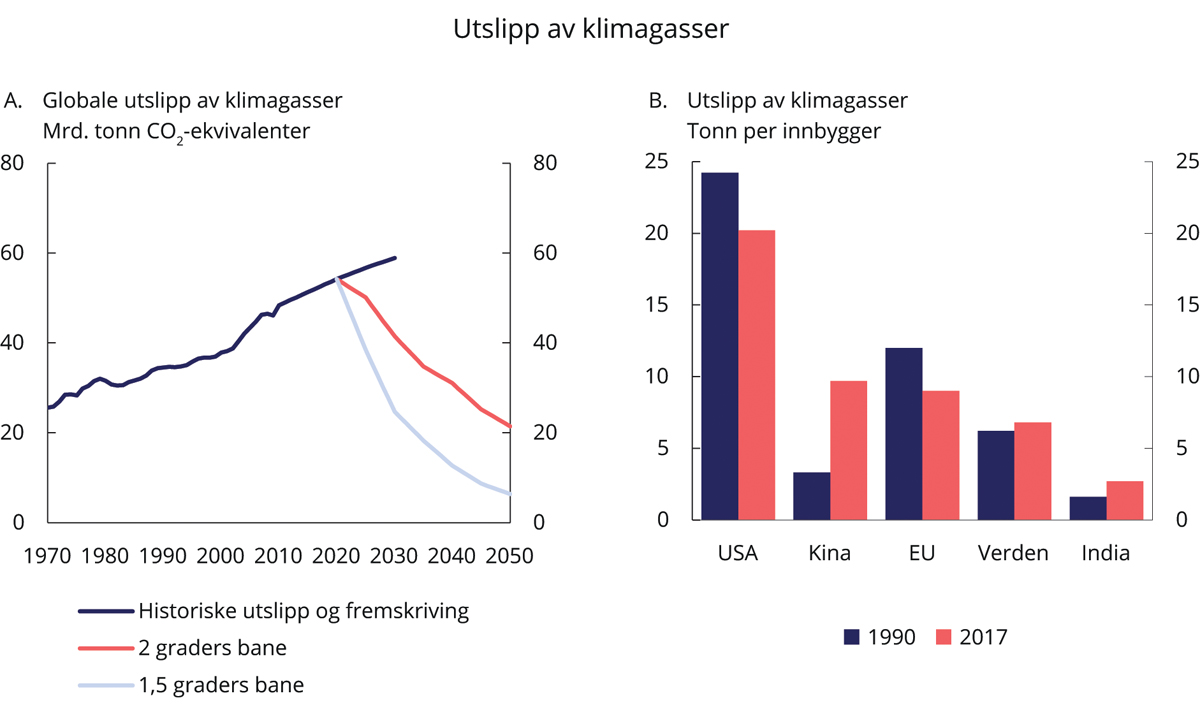 Utslipp av klimagasser
A. Globale utslipp av klimagasser
Mrd. tonn CO₂-ekvivalenter
80 80
60 60
40 40
20 20
0 0
1970 1980 1990 2000 2010 2020 2030 2040 2050
Historiske utslipp og fremskriving
2 graders bane
1,5 graders bane
B. Utslipp av klimagasser
Tonn per innbygger
25 25
20 20
15 15
10 10
5 5
0 0
USA Kina EU Verden India
1990 2017